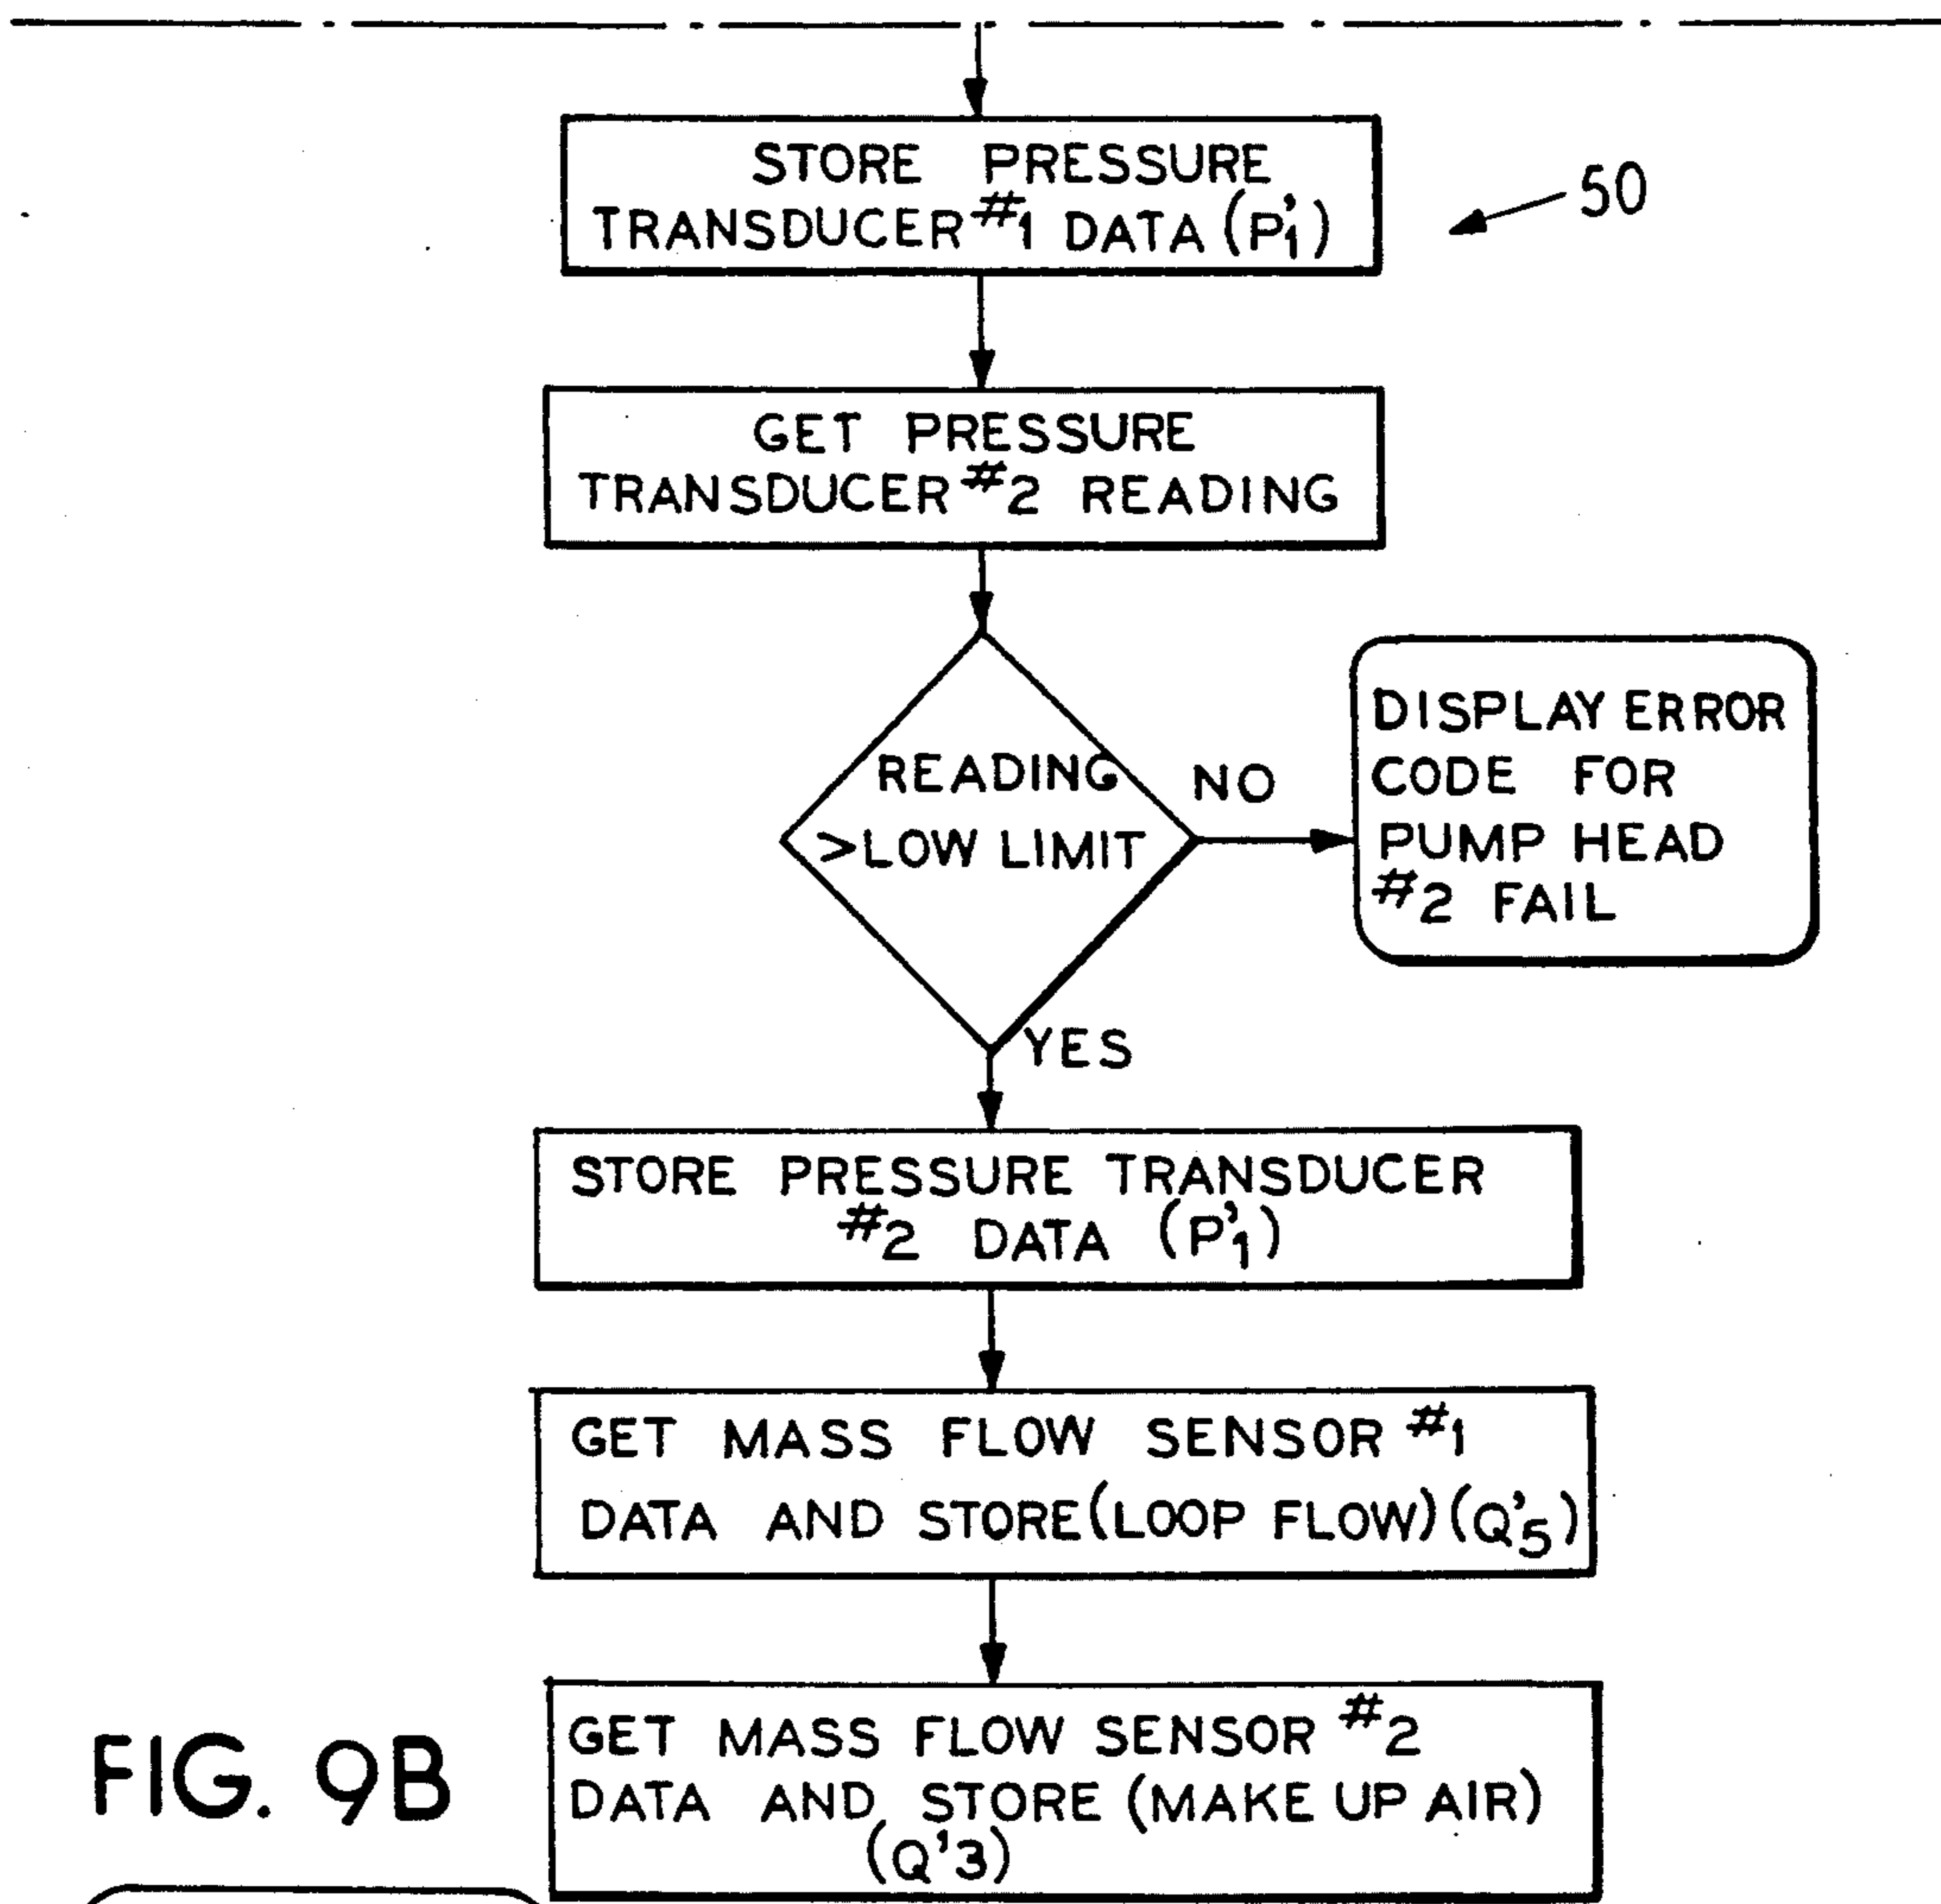 STORE PRESSURE
TRANSDUCER #1 DATA (P'1)
50
GET PRESSURE
TRANSDUCER #2 READING
READING
>LOW LIMIT
NO
DISPLAY ERROR
CODE FOR
PUMP HEAD
#2 FAIL
YES
STORE PRESSURE TRANSDUCER
#2 DATA (P'1)
GET MASS FLOW SENSOR #1
DATA AND STORE (LOOP FLOW) (Q'5)
GET MASS FLOW SENSOR #2
DATA AND STORE (MAKE UP AIR)
(Q'3)
FIG. 9B